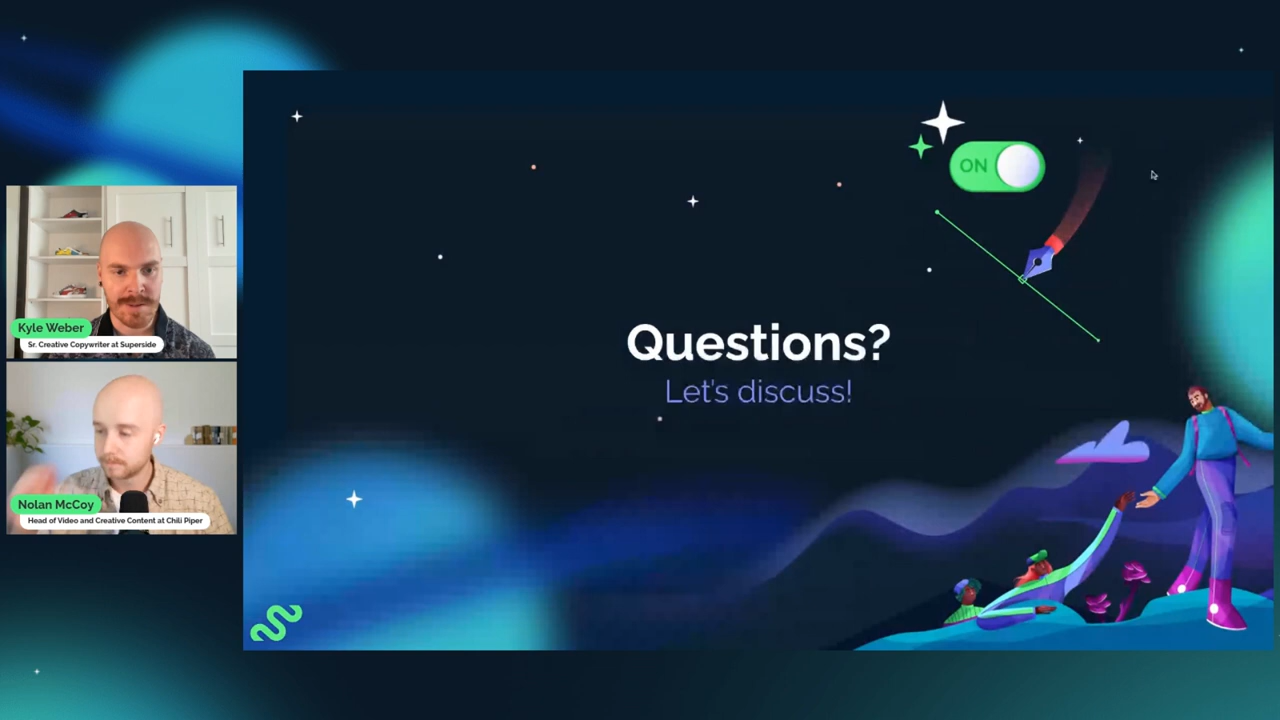 ON
Questions?
Let's discuss!
Kyle Weber
Sr. Creative Copywriter at Superside
Nolan McCoy
Head of Video and Creative Content at Chili Piper